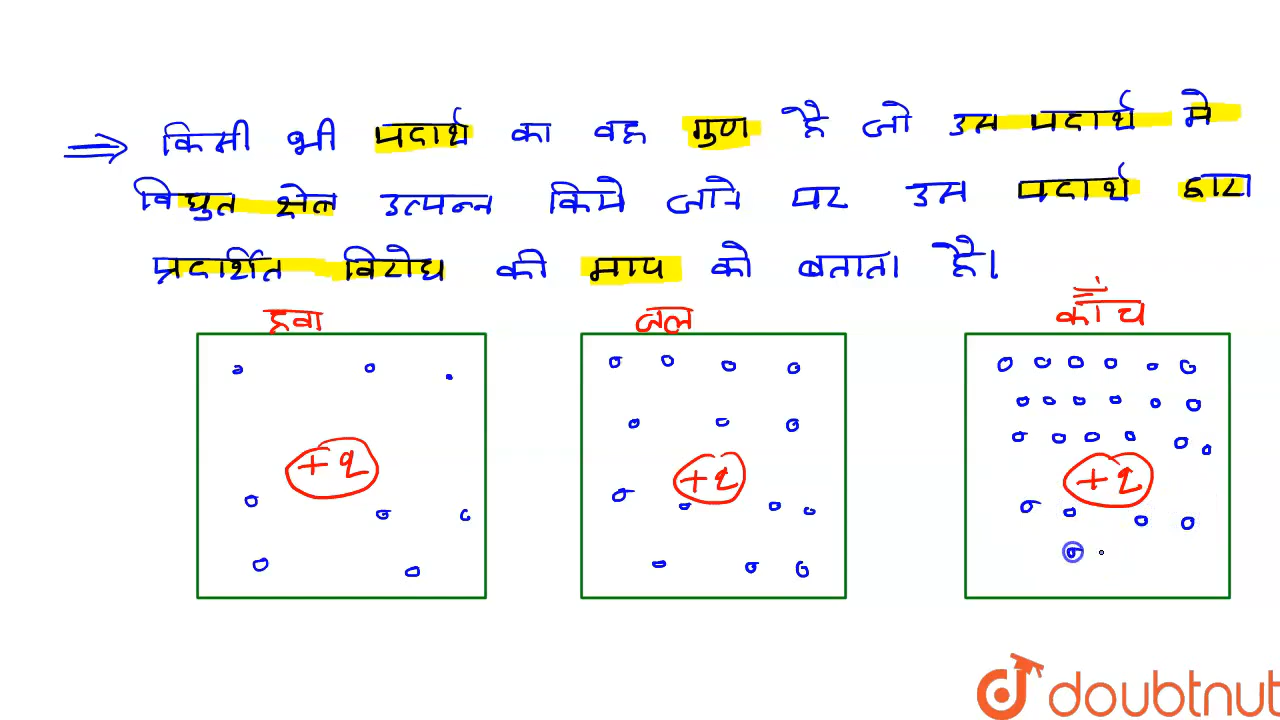 ⇒ किसी भी पदार्थ का वह गुण है जो उस पदार्थ मे
विघुत क्षेत्र उत्पन्न किये जाने पर उस पदार्थ द्वारा
प्रदर्शित विरोध की माप को बताता है।
हवा जल काँच
+q +q +q
doubtnut